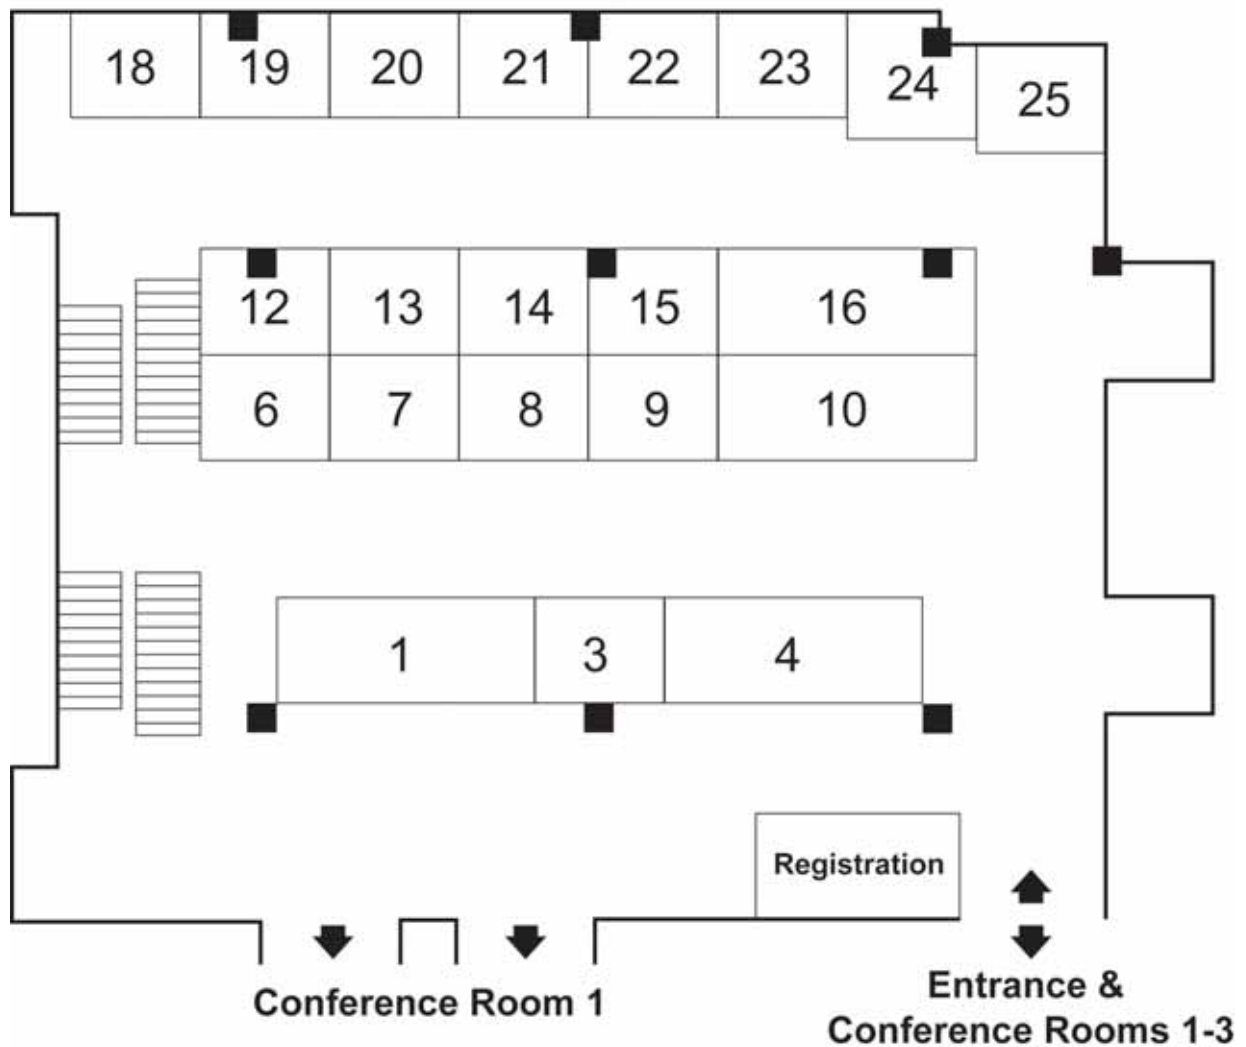 18 19 20 21 22 23 24 25
12 13 14 15 16
6 7 8 9 10
1 3 4
Registration
Conference Room 1
Entrance &
Conference Rooms 1-3